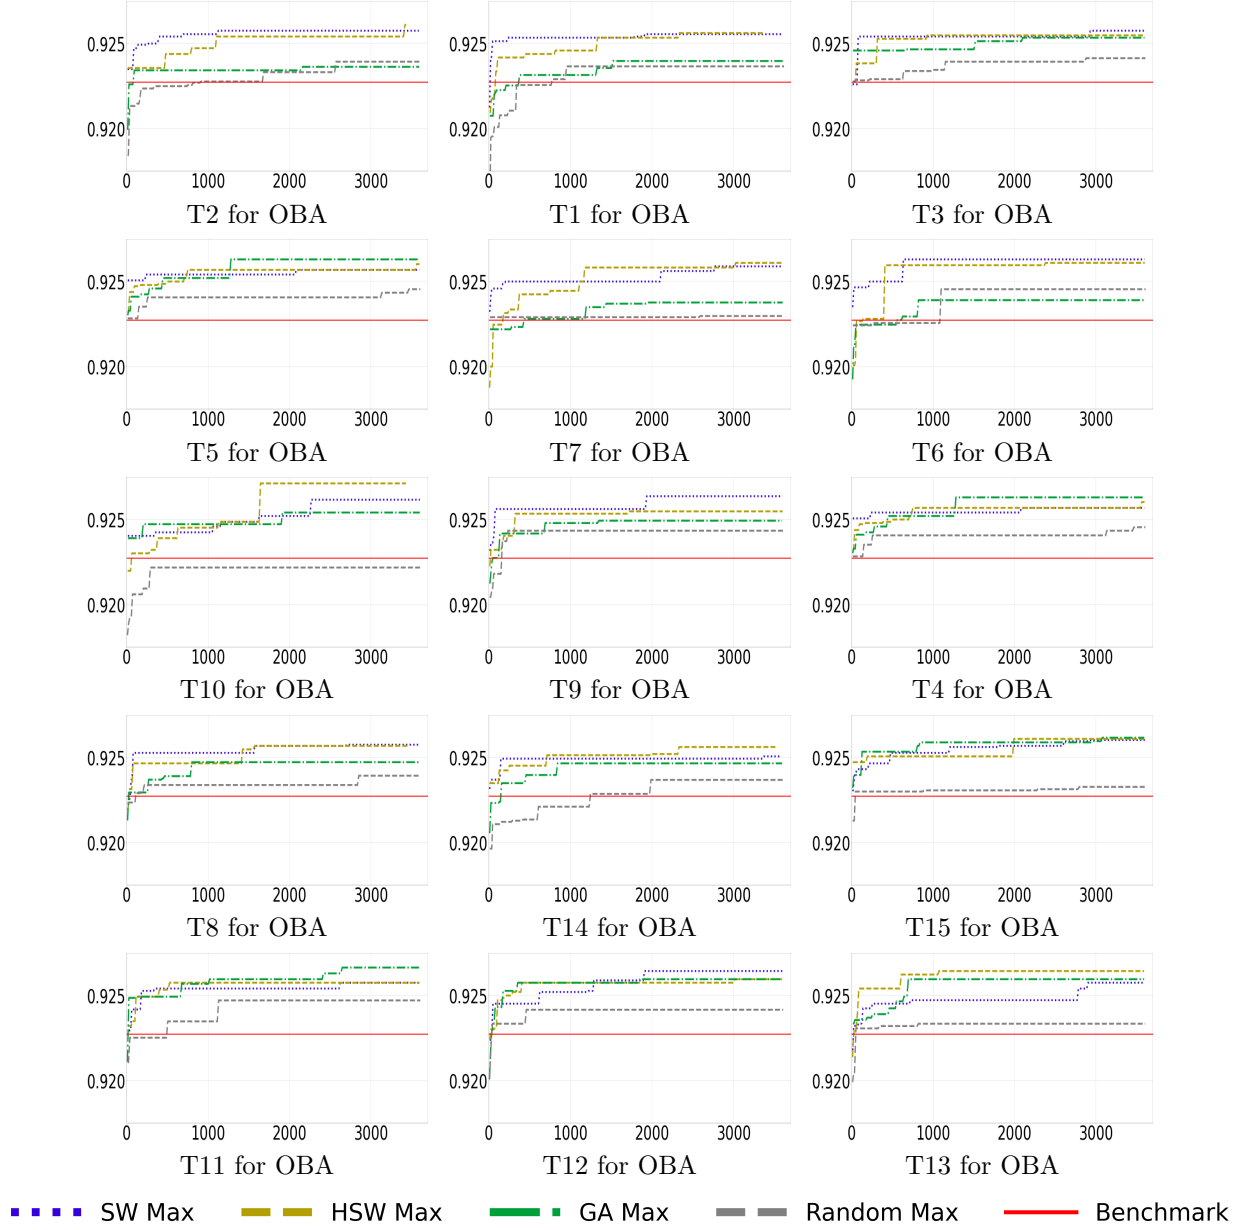 0.925
0.920
0 1000 2000 3000
T2 for OBA
0 1000 2000 3000
0.925
0.920
T1 for OBA
0.925
0.920
0 1000 2000 3000
T3 for OBA
0.925
0.920
0 1000 2000 3000
T5 for OBA
0.925
0.920
0 1000 2000 3000
T7 for OBA
0.925
0.920
0 1000 2000 3000
T6 for OBA
0.925
0.920
0 1000 2000 3000
T10 for OBA
0.925
0.920
0 1000 2000 3000
T9 for OBA
0.925
0.920
0 1000 2000 3000
T4 for OBA
0.925
0.920
0 1000 2000 3000
T8 for OBA
0.925
0.920
0 1000 2000 3000
T14 for OBA
0.925
0.920
0 1000 2000 3000
T15 for OBA
0.925
0.920
0 1000 2000 3000
T11 for OBA
0.925
0.920
0 1000 2000 3000
T12 for OBA
0.925
0.920
0 1000 2000 3000
T13 for OBA
SW Max HSW Max GA Max Random Max Benchmark